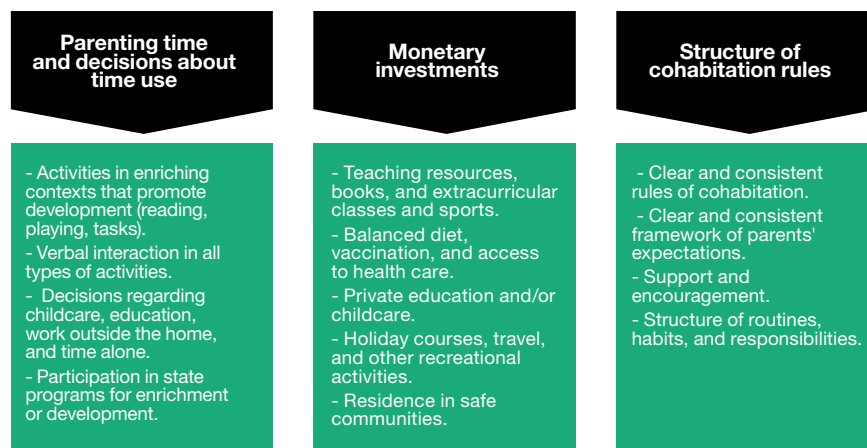 Parenting time
and decisions about
time use
- Activities in enriching
contexts that promote
development (reading,
playing, tasks).
- Verbal interaction in all
types of activities.
- Decisions regarding
childcare, education,
work outside the home,
and time alone.
- Participation in state
programs for enrichment
or development.
Monetary
investments
- Teaching resources,
books, and extracurricular
classes and sports.
- Balanced diet,
vaccination, and access
to health care.
- Private education and/or
childcare.
- Holiday courses, travel,
and other recreational
activities.
- Residence in safe
communities.
Structure of
cohabitation rules
- Clear and consistent
rules of cohabitation.
- Clear and consistent
framework of parents'
expectations.
- Support and
encouragement.
- Structure of routines,
habits, and responsibilities.